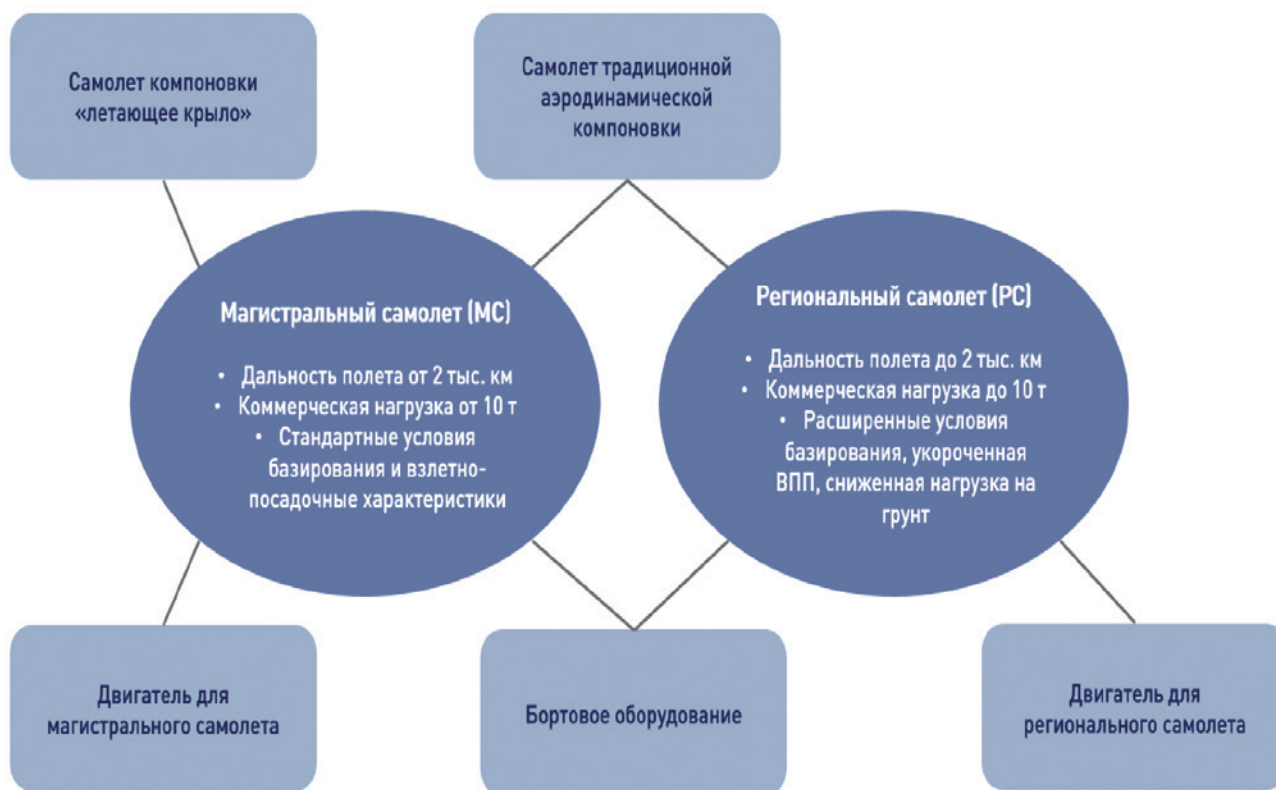 Самолет компоновки
«летающее крыло»
Самолет традиционной
аэродинамической
компоновки
Магистральный самолет (МС)
• Дальность полета от 2 тыс. км
• Коммерческая нагрузка от 10 т
• Стандартные условия
базирования и взлетно-
посадочные характеристики
Региональный самолет (РС)
• Дальность полета до 2 тыс. км
• Коммерческая нагрузка до 10 т
• Расширенные условия
базирования, укороченная
ВПП, сниженная нагрузка на
грунт
Двигатель для
магистрального самолета
Бортовое оборудование
Двигатель для
регионального самолета